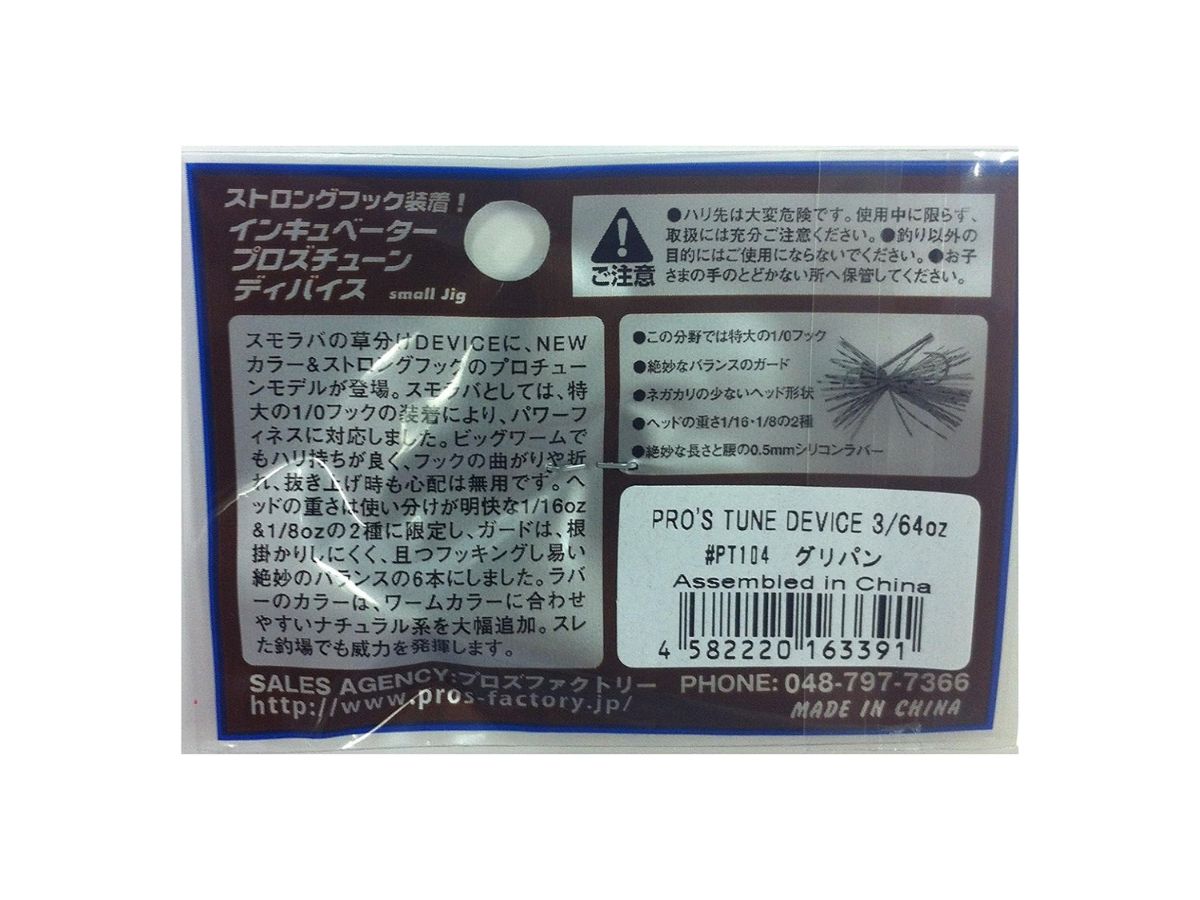 ストロングフック装着！
インキュベーター
プロズチューン
ディバイス small Jig
ご注意
●ハリ先は大変危険です。使用中に限らず、
取扱には充分ご注意ください。●釣り以外の
目的にはご使用にならないでください。●お子
さまの手のとどかない所へ保管してください。
スモラバの草分けDEVICEに、NEW
カラー&ストロングフックのプロチュー
ンモデルが登場。スモラバとしては、特
大の1/0フックの装着により、パワーフ
ィネスに対応しました。ビッグワームで
もハリ持ちが良く、フックの曲がりや折
れ、抜き上げ時も心配は無用です。ヘ
ッドの重さは使い分けが明快な1/16oz
&1/8ozの2種に限定し、ガードは、根
掛かりしにくく、且つフッキングし易い
絶妙のバランスの6本にしました。ラバ
ーのカラーは、ワームカラーに合わせ
やすいナチュラル系を大幅追加。スレ
た釣場でも威力を発揮します。
●この分野では特大の1/0フック
●絶妙なバランスのガード
●ネガカリの少ないヘッド形状
●ヘッドの重さ1/16・1/8の2種
●絶妙な長さと腰の0.5mmシリコンラバー
PRO'S TUNE DEVICE 3/64oz
#PT104 グリパン
Assembled in China
4 582220 163391
SALES AGENCY:プロズファクトリー PHONE: 048-797-7366
http://www.pros-factory.jp/ MADE IN CHINA